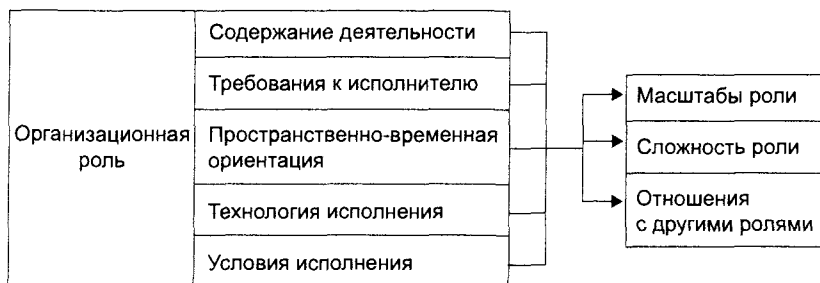 Организационная
роль
Содержание деятельности
Требования к исполнителю
Пространственно-временная
ориентация
Технология исполнения
Условия исполнения
Масштабы роли
Сложность роли
Отношения
с другими ролями